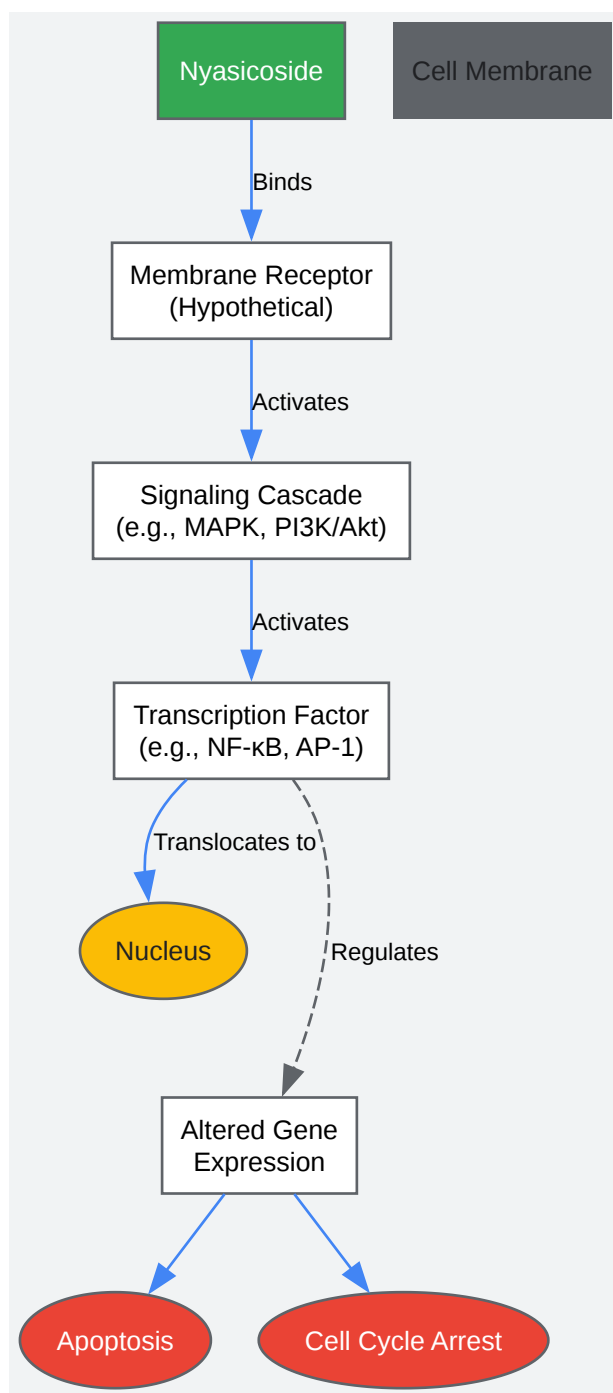 Nyasicoside
Cell Membrane
Binds
Membrane Receptor
(Hypothetical)
Activates
Signaling Cascade
(e.g., MAPK, PI3K/Akt)
Activates
Transcription Factor
(e.g., NF-κB, AP-1)
Translocates to
Nucleus
Regulates
Altered Gene
Expression
Apoptosis
Cell Cycle Arrest